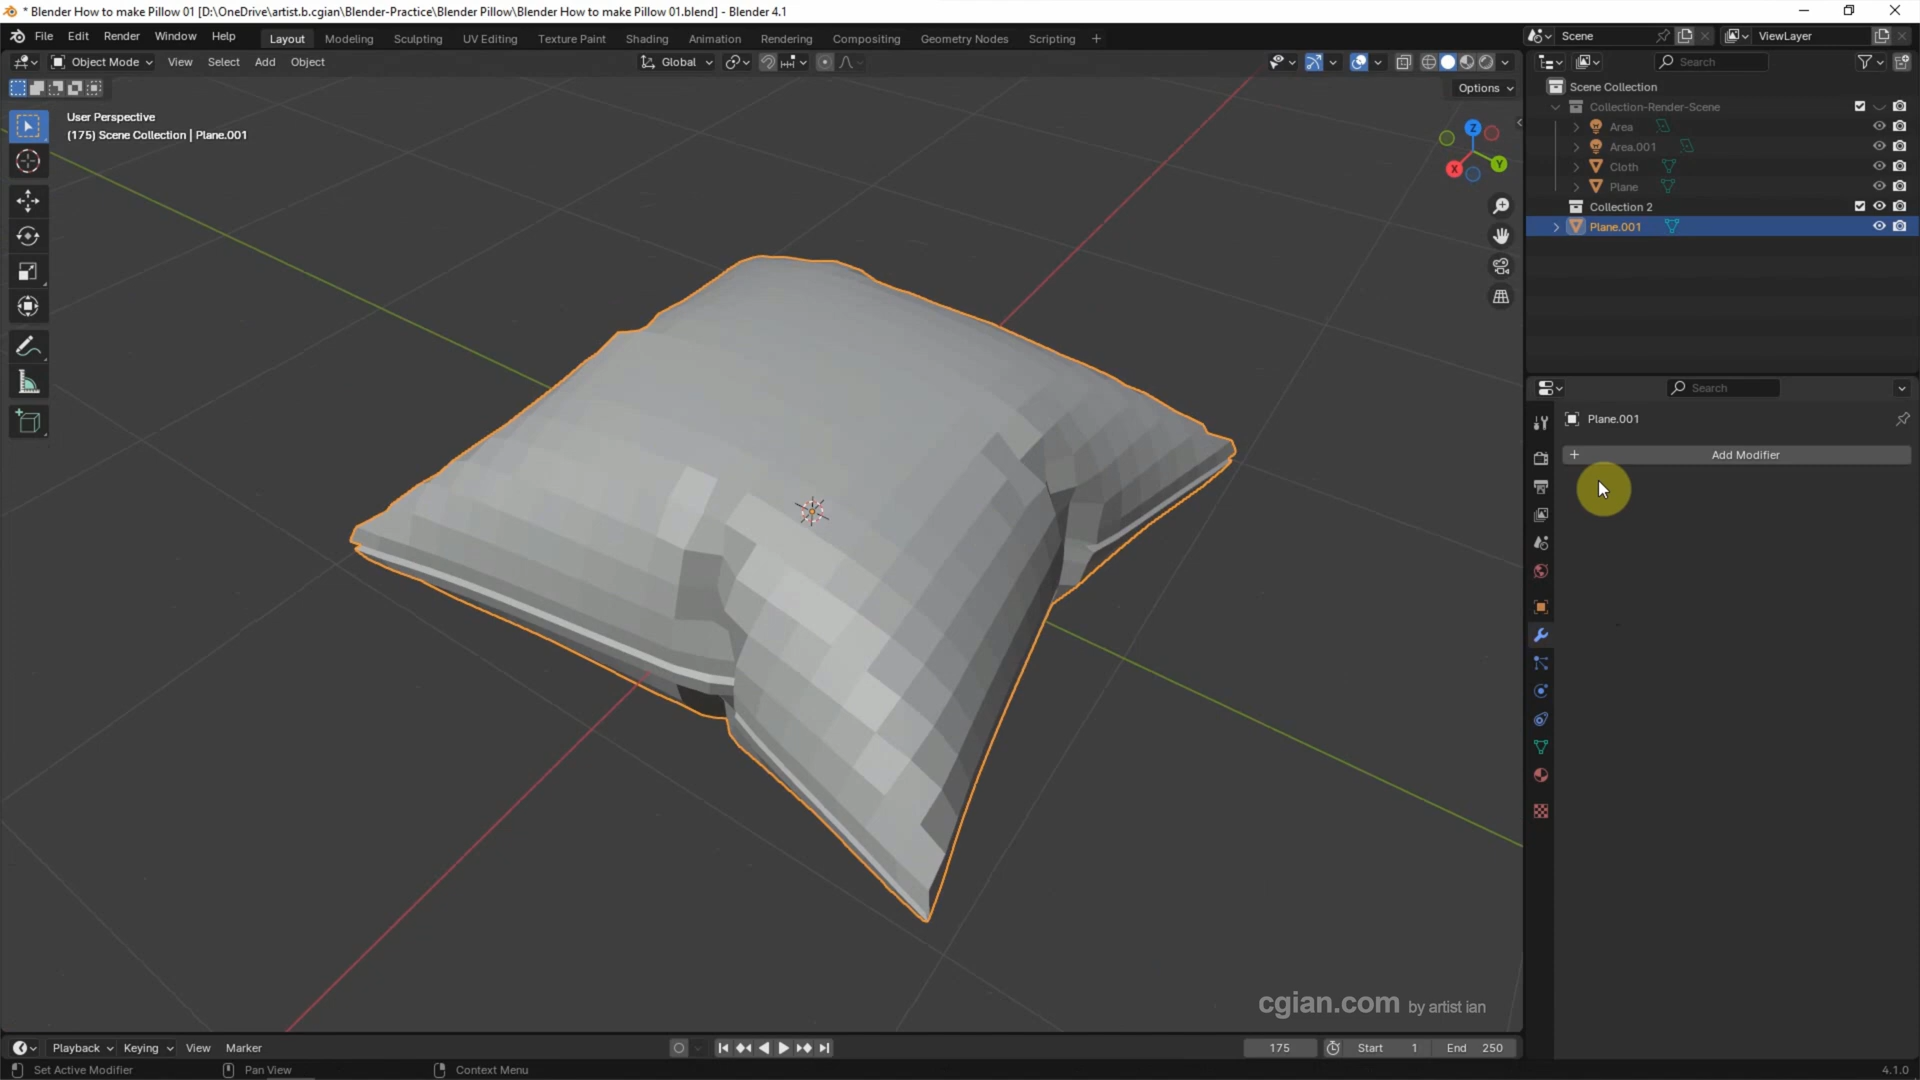 * Blender How to make Pillow 01 [D:\OneDrive\artist.b.cgian\Blender-Practice\Blender Pillow\Blender How to make Pillow 01.blend] - Blender 4.1
File Edit Render Window Help Layout Modeling Sculpting UV Editing Texture Paint Shading Animation Rendering Compositing Geometry Nodes Scripting + Scene ViewLayer
Object Mode View Select Add Object Global Search
Options
Scene Collection
Collection-Render-Scene
User Perspective
(175) Scene Collection | Plane.001
Area
Area.001
Cloth
Plane
Collection 2
Plane.001
Z
Y
X
Search
Plane.001
+ Add Modifier
cgian.com by artist ian
Playback Keying View Marker 175 Start 1 End 250
Set Active Modifier Pan View Context Menu 4.1.0